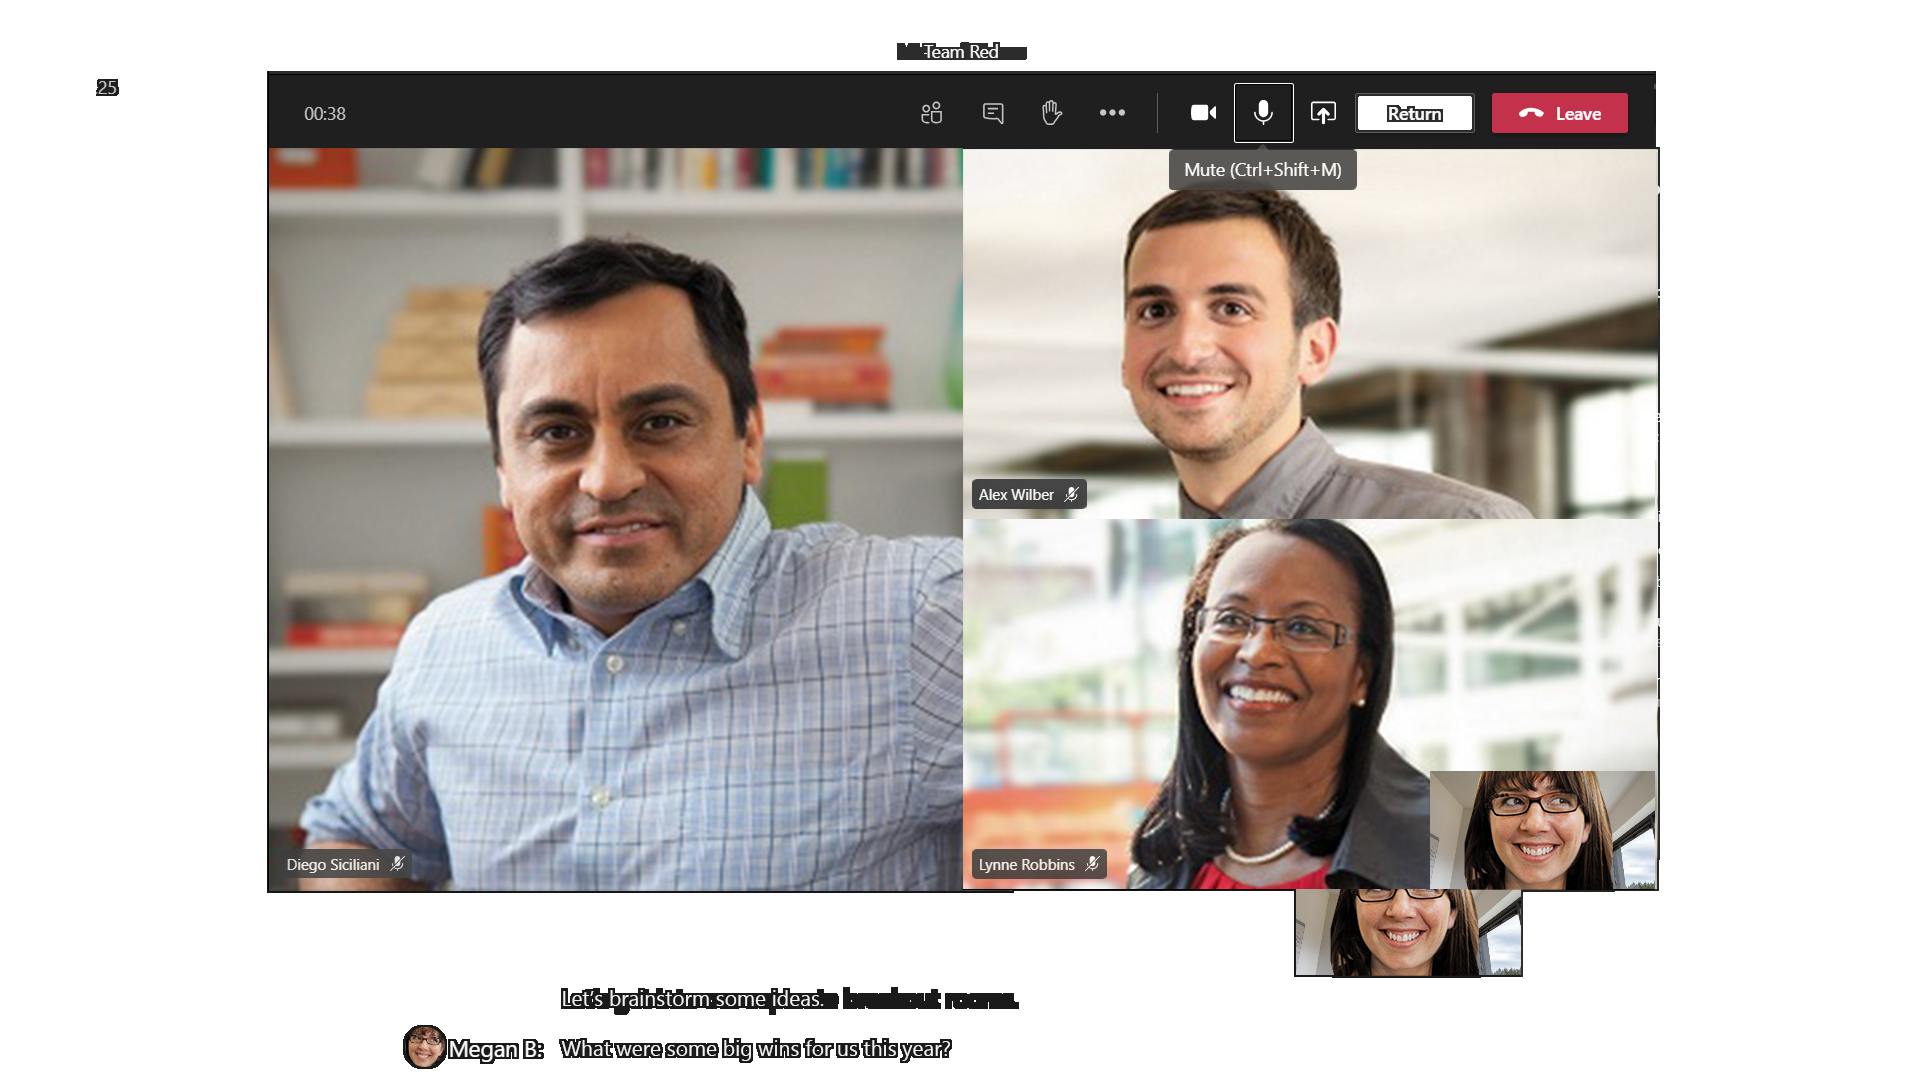 Team Red
25
00:38
Return
Leave
Mute (Ctrl+Shift+M)
Alex Wilber
Diego Siciliani
Lynne Robbins
Let's brainstorm some ideas.
Megan B: What were some big wins for us this year?